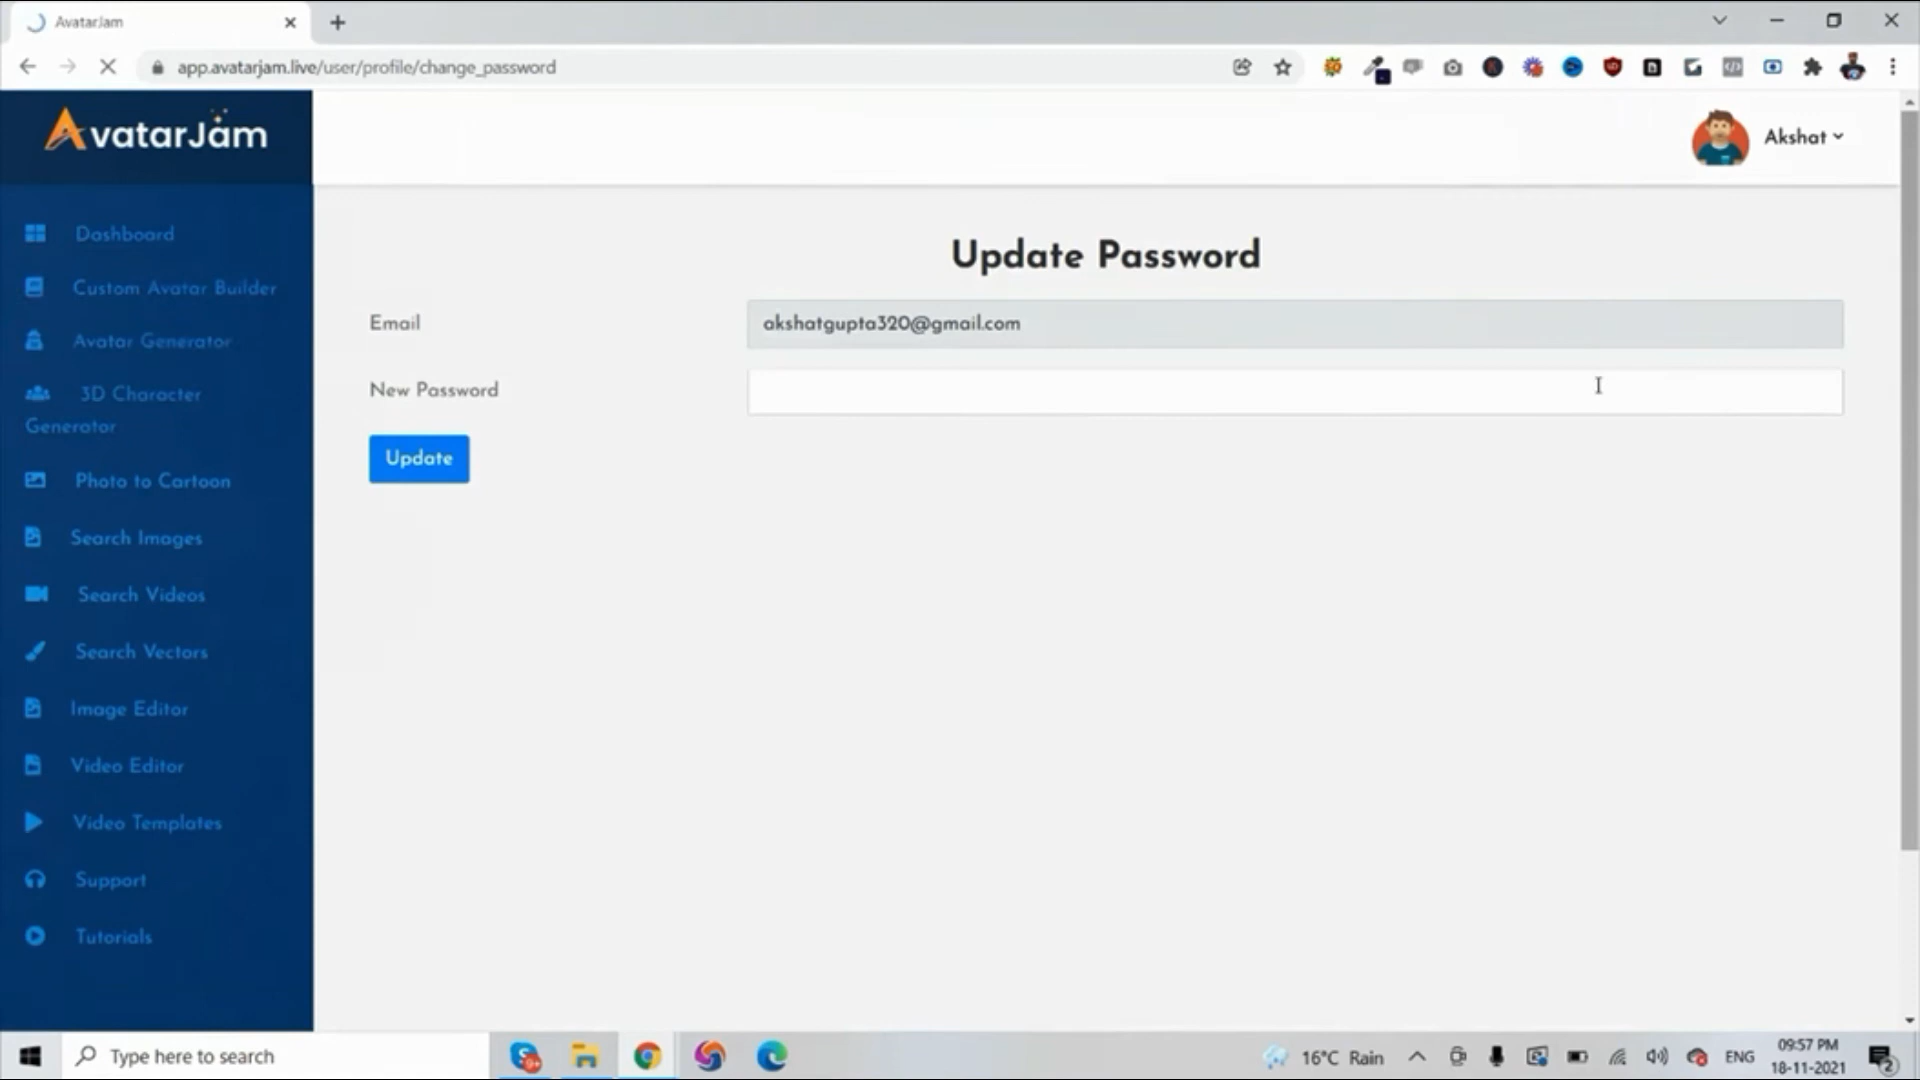 AvatarJam
app.avatarjam.live/user/profile/change_password
AvatarJam
Akshat
Dashboard
Custom Avatar Builder
Avatar Generator
3D Character
Generator
Photo to Cartoon
Search Images
Search Videos
Search Vectors
Image Editor
Video Editor
Video Templates
Support
Tutorials
Update Password
Email
akshatgupta320@gmail.com
New Password
Update
Type here to search
16°C Rain
ENG
09:57 PM
18-11-2021
2